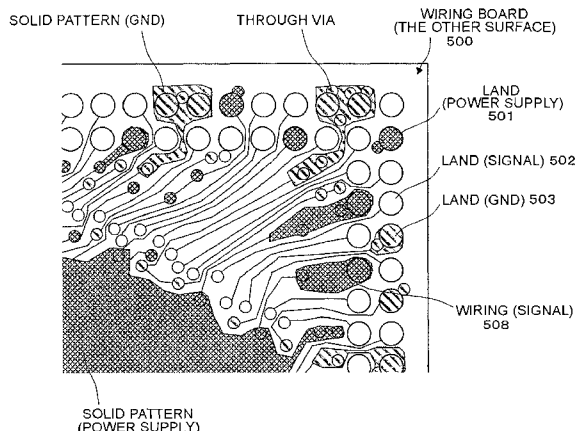 SOLID PATTERN (GND)
THROUGH VIA
WIRING BOARD
(THE OTHER SURFACE)
500
LAND
(POWER SUPPLY)
501
LAND (SIGNAL) 502
LAND (GND) 503
WIRING (SIGNAL)
508
SOLID PATTERN
(POWER SUPPLY)